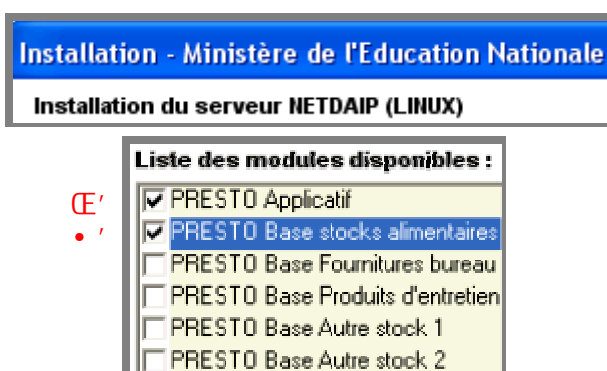 Installation - Ministère de l'Education Nationale
Installation du serveur NETDAIP (LINUX)
Liste des modules disponibles :
Œ′ PRESTO Applicatif
• ′ PRESTO Base stocks alimentaires
PRESTO Base Fournitures bureau
PRESTO Base Produits d'entretien
PRESTO Base Autre stock 1
PRESTO Base Autre stock 2